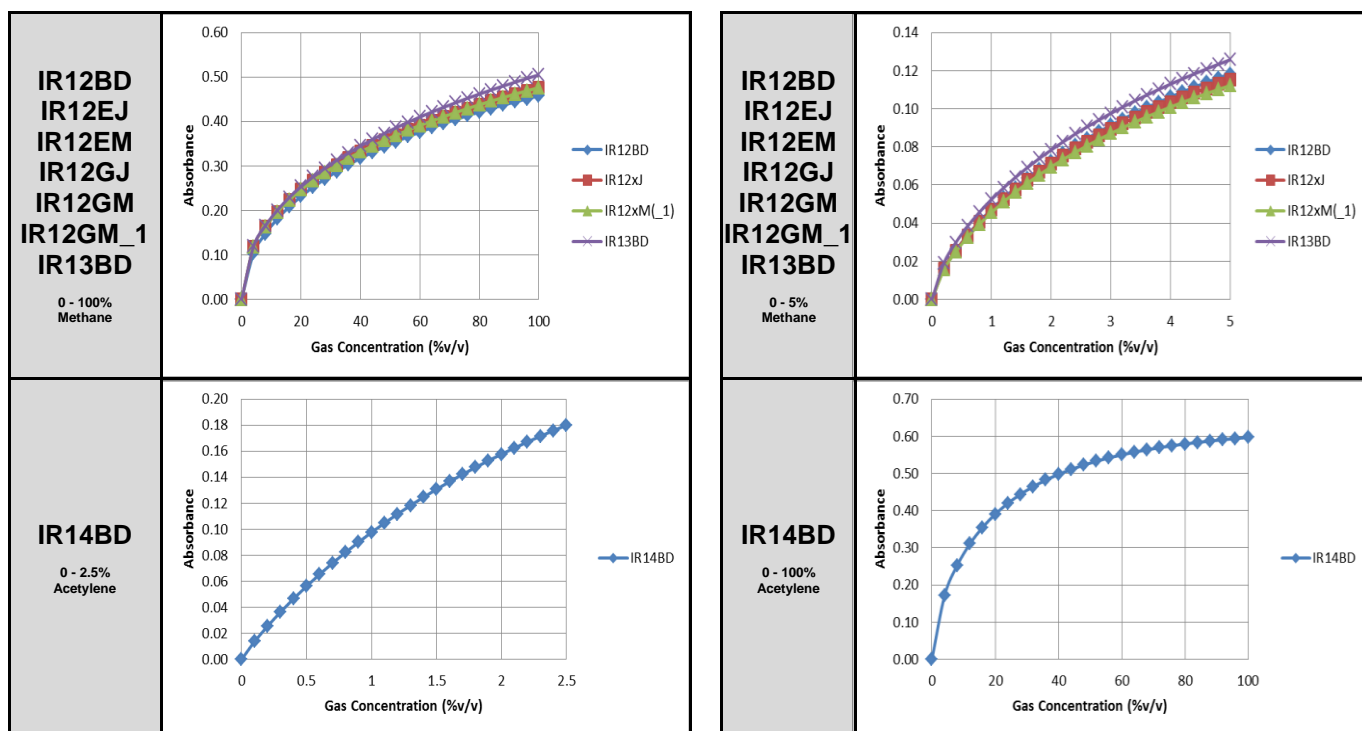 IR12BD
IR12EJ
IR12EM
IR12GJ
IR12GM
IR12GM_1
IR13BD
0 - 100%
Methane
Absorbance
0.60
0.50
0.40
0.30
0.20
0.10
0.00
0 20 40 60 80 100
Gas Concentration (%v/v)
IR12BD
IR12xJ
IR12xM(_1)
IR13BD
IR12BD
IR12EJ
IR12EM
IR12GJ
IR12GM
IR12GM_1
IR13BD
0 - 5%
Methane
Absorbance
0.14
0.12
0.10
0.08
0.06
0.04
0.02
0.00
0 1 2 3 4 5
Gas Concentration (%v/v)
IR12BD
IR12xJ
IR12xM(_1)
IR13BD
IR14BD
0 - 2.5%
Acetylene
Absorbance
0.20
0.18
0.16
0.14
0.12
0.10
0.08
0.06
0.04
0.02
0.00
0 0.5 1 1.5 2 2.5
Gas Concentration (%v/v)
IR14BD
IR14BD
0 - 100%
Acetylene
Absorbance
0.70
0.60
0.50
0.40
0.30
0.20
0.10
0.00
0 20 40 60 80 100
Gas Concentration (%v/v)
IR14BD